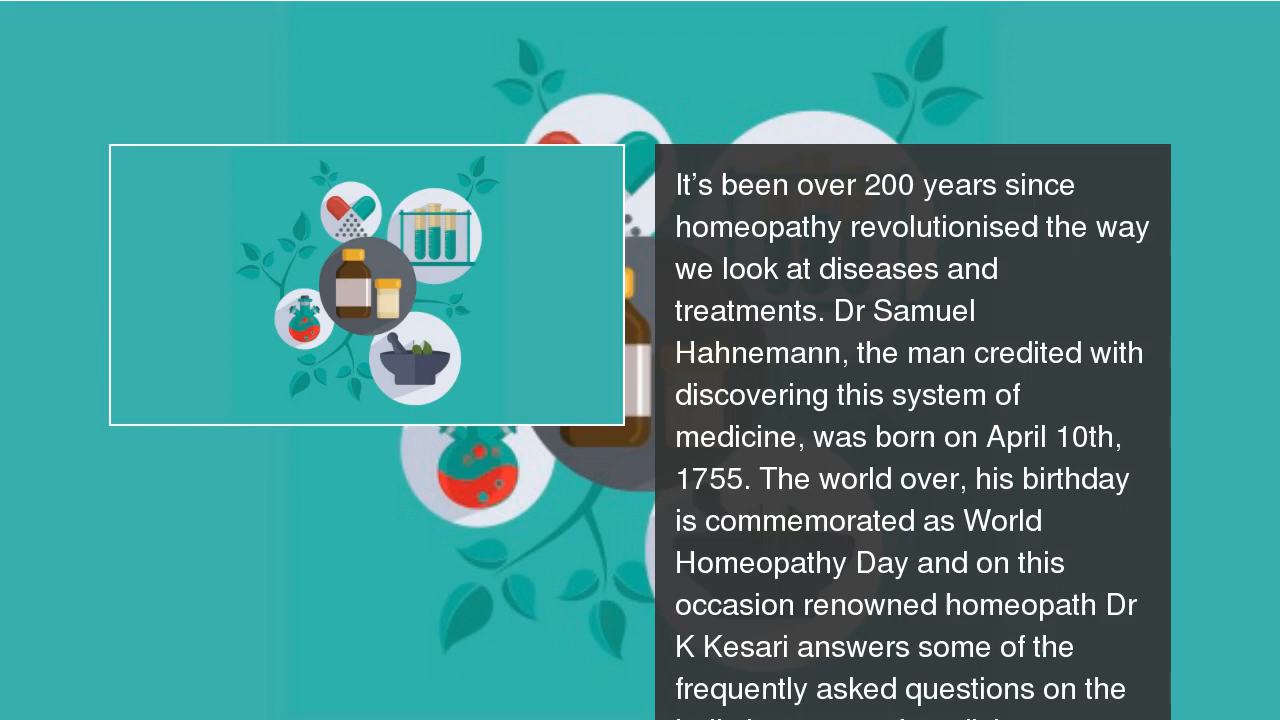 It’s been over 200 years since
homeopathy revolutionised the way
we look at diseases and
treatments. Dr Samuel
Hahnemann, the man credited with
discovering this system of
medicine, was born on April 10th,
1755. The world over, his birthday
is commemorated as World
Homeopathy Day and on this
occasion renowned homeopath Dr
K Kesari answers some of the
frequently asked questions on the